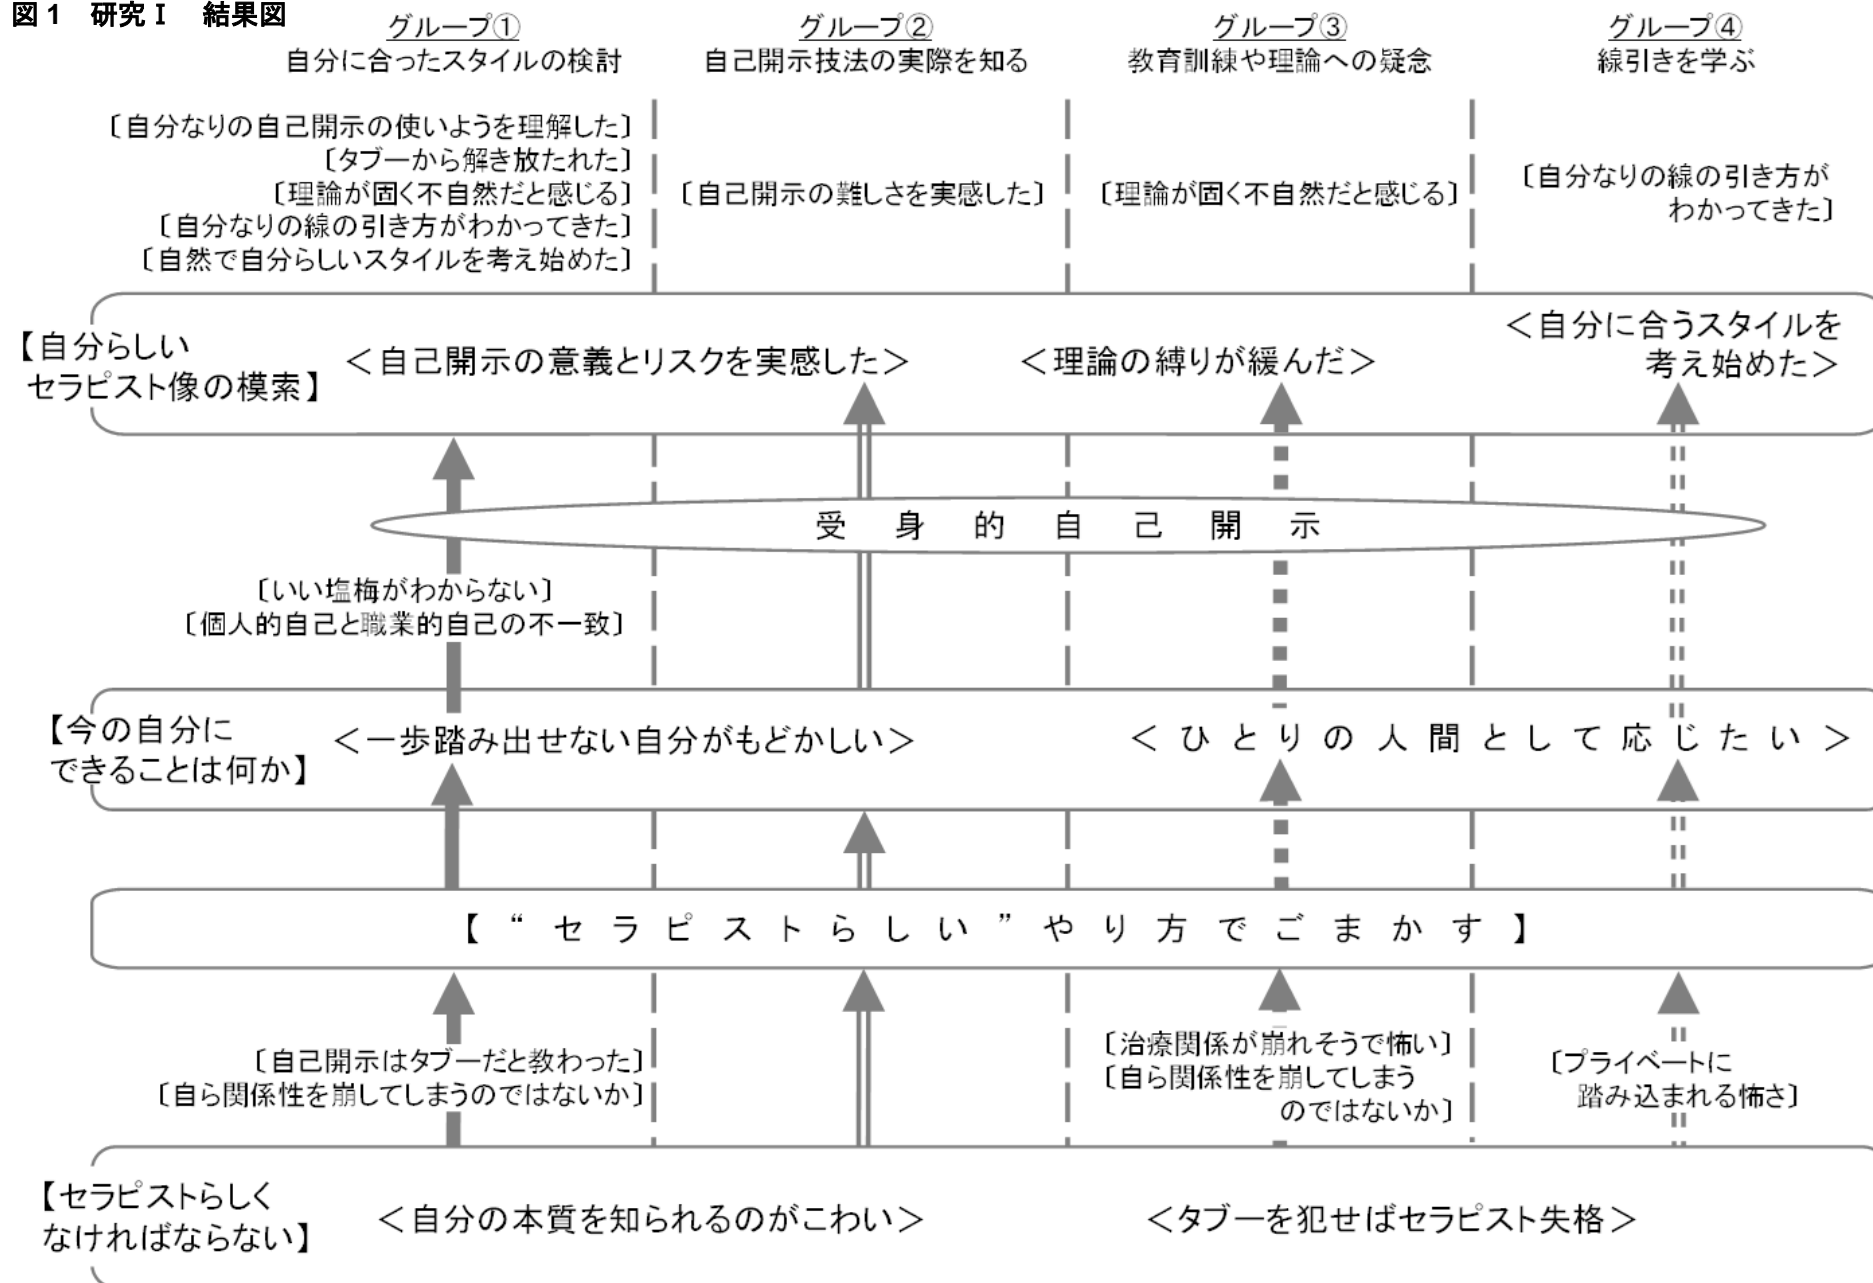 図1 研究Ⅰ 結果図
グループ①
自分に合ったスタイルの検討
グループ②
自己開示技法の実際を知る
グループ③
教育訓練や理論への疑念
グループ④
線引きを学ぶ
〔自分なりの自己開示の使いようを理解した〕
〔タブーから解き放たれた〕
〔理論が固く不自然だと感じる〕
〔自分なりの線の引き方がわかってきた〕
〔自然で自分らしいスタイルを考え始めた〕
〔自己開示の難しさを実感した〕
〔理論が固く不自然だと感じる〕
〔自分なりの線の引き方が
わかってきた〕
【自分らしい
セラピスト像の模索】
＜自己開示の意義とリスクを実感した＞
＜理論の縛りが緩んだ＞
＜自分に合うスタイルを
考え始めた＞
受身的自己開示
〔いい塩梅がわからない〕
〔個人的自己と職業的自己の不一致〕
【今の自分に
できることは何か】
＜一歩踏み出せない自分がもどかしい＞
＜ひとりの人間として応じたい＞
【“セラピストらしい”やり方でごまかす】
〔自己開示はタブーだと教わった〕
〔自ら関係性を崩してしまうのではないか〕
〔治療関係が崩れそうで怖い〕
〔自ら関係性を崩してしまう
のではないか〕
〔プライベートに
踏み込まれる怖さ〕
【セラピストらしく
なければならない】
＜自分の本質を知られるのがこわい＞
＜タブーを犯せばセラピスト失格＞